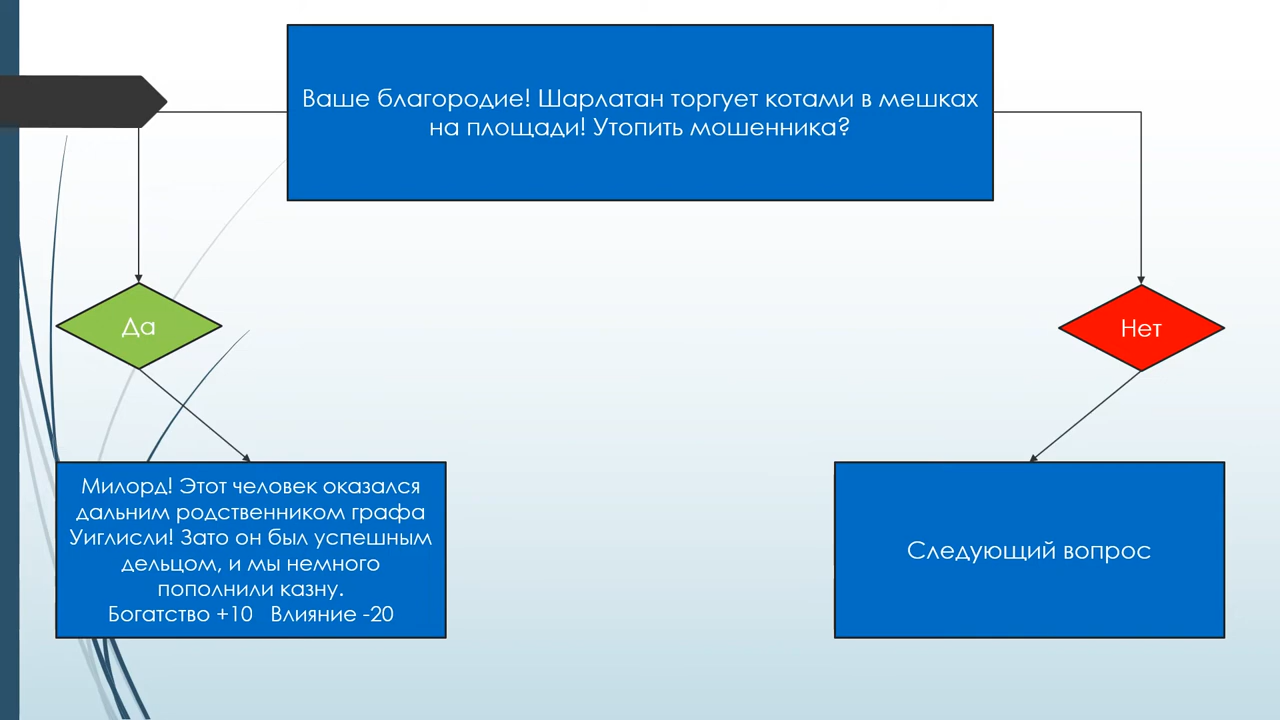 Ваше благородие! Шарлатан торгует котами в мешках
на площади! Утопить мошенника?
Да
Нет
Милорд! Этот человек оказался
дальним родственником графа
Уиглисли! Зато он был успешным
дельцом, и мы немного
пополнили казну.
Богатство +10 Влияние -20
Следующий вопрос